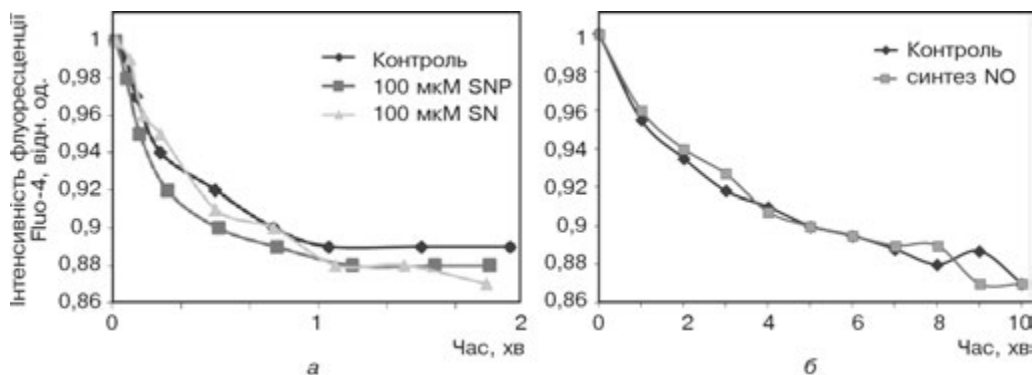 Інтенсивність флуоресценції
Fluo-4, відн. од.
1
0,98
0,96
0,94
0,92
0,9
0,88
0,86
Контроль
100 мкМ SNP
100 мкМ SN
0
1
2
Час, хв
а
1
0,98
0,96
0,94
0,92
0,9
0,88
0,86
Контроль
синтез NO
0
2
4
6
8
10
Час, хв
б